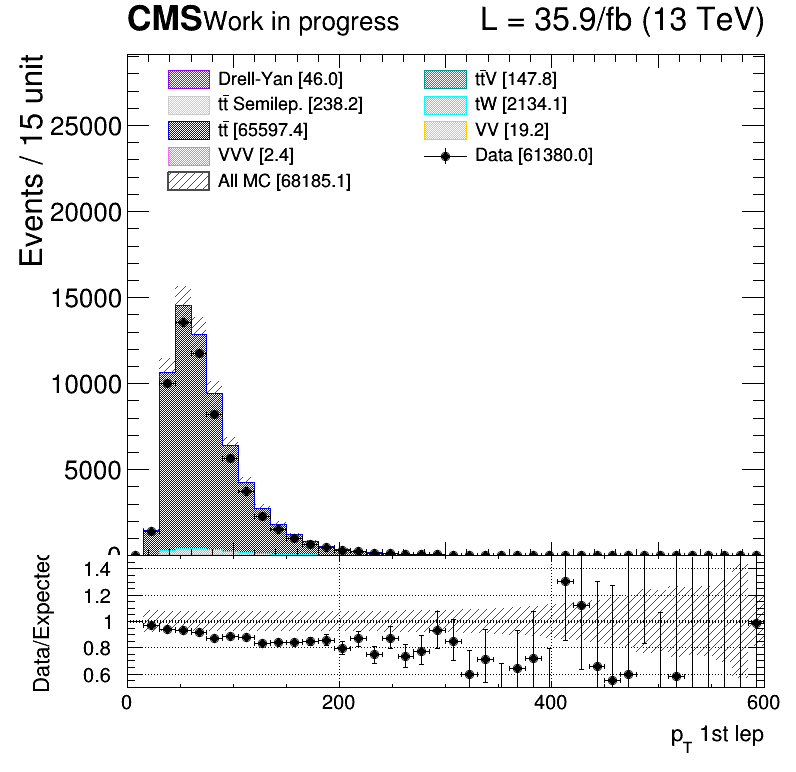 CMS Work in progress L = 35.9/fb (13 TeV)
Events / 15 unit
Drell-Yan [46.0]
tt̄ Semilep. [238.2]
tt̄ [65597.4]
VVV [2.4]
All MC [68185.1]
tt̄V [147.8]
tW [2134.1]
VV [19.2]
Data [61380.0]
25000
20000
15000
10000
5000
0
Data/Expected
1.4
1.2
1
0.8
0.6
0 200 400 600
p_T 1st lep